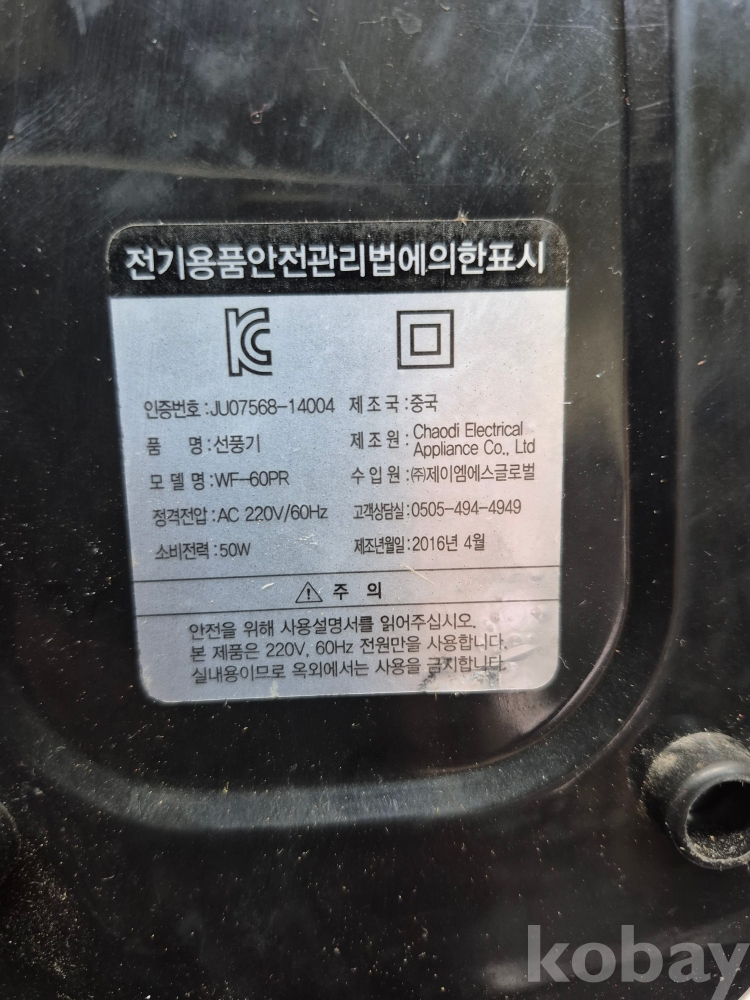 전기용품안전관리법에의한표시
KC
인증번호:JU07568-14004 제조국:중국
품 명:선풍기 제조원:Chaodi Electrical
Appliance Co., Ltd
모델명:WF-60PR 수입원:㈜제이엠에스글로벌
정격전압:AC 220V/60Hz 고객상담실:0505-494-4949
소비전력:50W 제조년월일:2016년 4월
주 의
안전을 위해 사용설명서를 읽어주십시오.
본 제품은 220V, 60Hz 전원만을 사용합니다.
실내용이므로 옥외에서는 사용을 금지합니다.
kobay